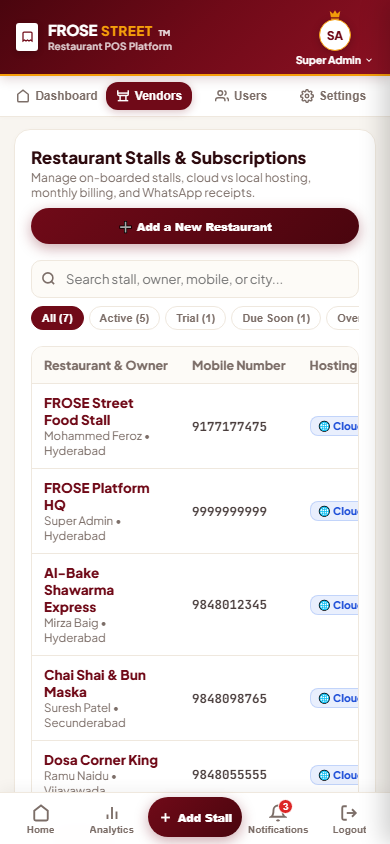 FROSE STREET TM
Restaurant POS Platform
SA
Super Admin
Dashboard
Vendors
Users
Settings
Restaurant Stalls & Subscriptions
Manage on-boarded stalls, cloud vs local hosting,
monthly billing, and WhatsApp receipts.
+ Add a New Restaurant
Search stall, owner, mobile, or city...
All (7)
Active (5)
Trial (1)
Due Soon (1)
Restaurant & Owner
Mobile Number
Hosting
FROSE Street
Food Stall
Mohammed Feroz •
Hyderabad
9177177475
FROSE Platform
HQ
Super Admin •
Hyderabad
9999999999
Al-Bake
Shawarma
Express
Mirza Baig •
Hyderabad
9848012345
Chai Shai & Bun
Maska
Suresh Patel •
Secunderabad
9848098765
Dosa Corner King
Ramu Naidu •
Vijayawada
9848055555
Home
Analytics
+ Add Stall
3
Notifications
Logout